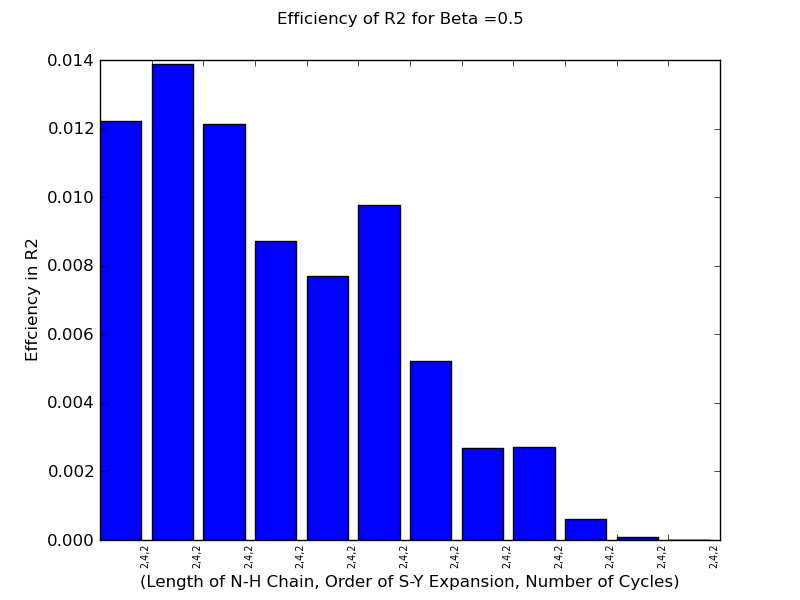 Efficiency of R2 for Beta =0.5
0.014
0.012
0.010
0.008
0.006
0.004
0.002
0.000
Effciency in R2
2,4,2 2,4,2 2,4,2 2,4,2 2,4,2 2,4,2 2,4,2 2,4,2 2,4,2 2,4,2 2,4,2 2,4,2
(Length of N-H Chain, Order of S-Y Expansion, Number of Cycles)